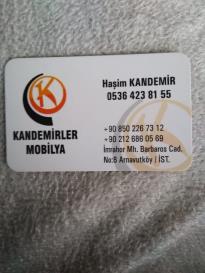 K
Haşim KANDEMİR
0536 423 81 55
KANDEMİRLER
MOBİLYA
+90 850 226 73 12
+90 212 686 05 69
İmrahor Mh. Barbaros Cad.
No:8 Arnavutköy | İST.